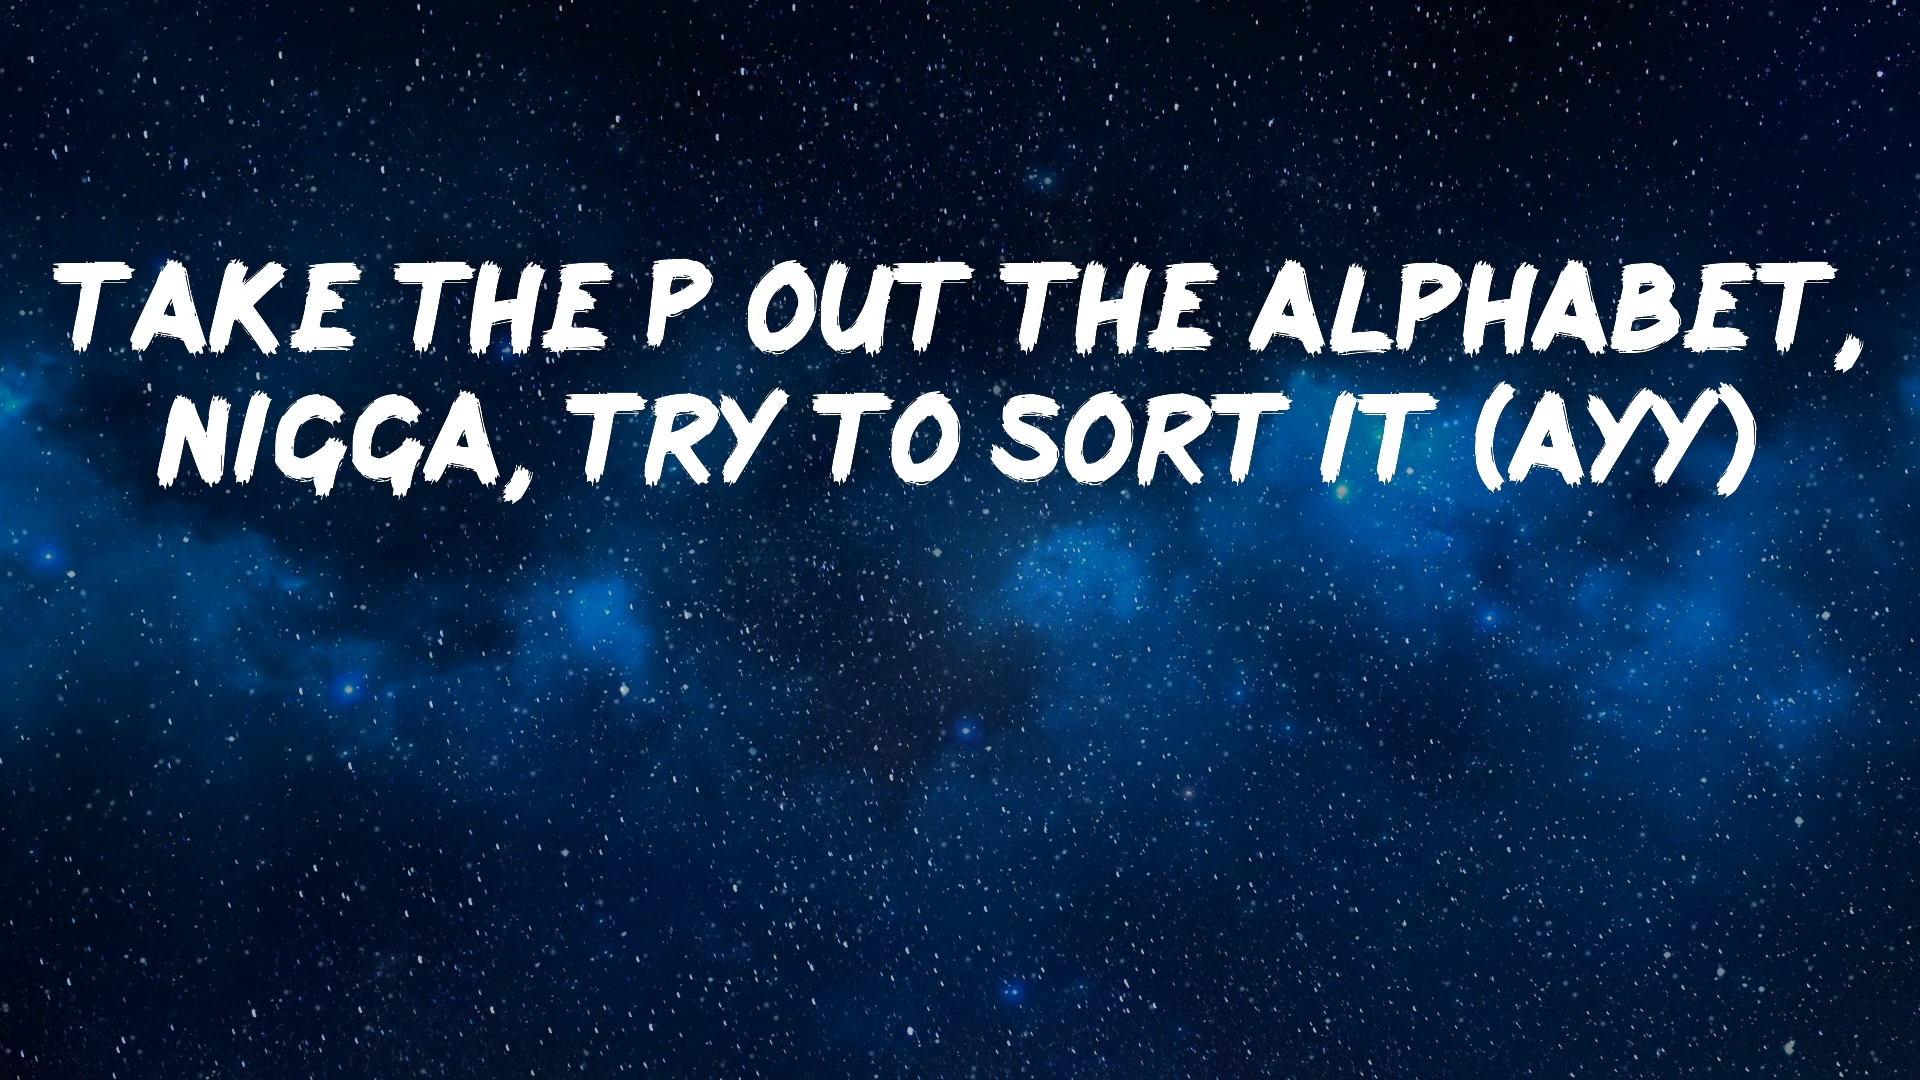 TAKE THE P OUT THE ALPHABET,
NIGGA, TRY TO SORT IT (AYY)